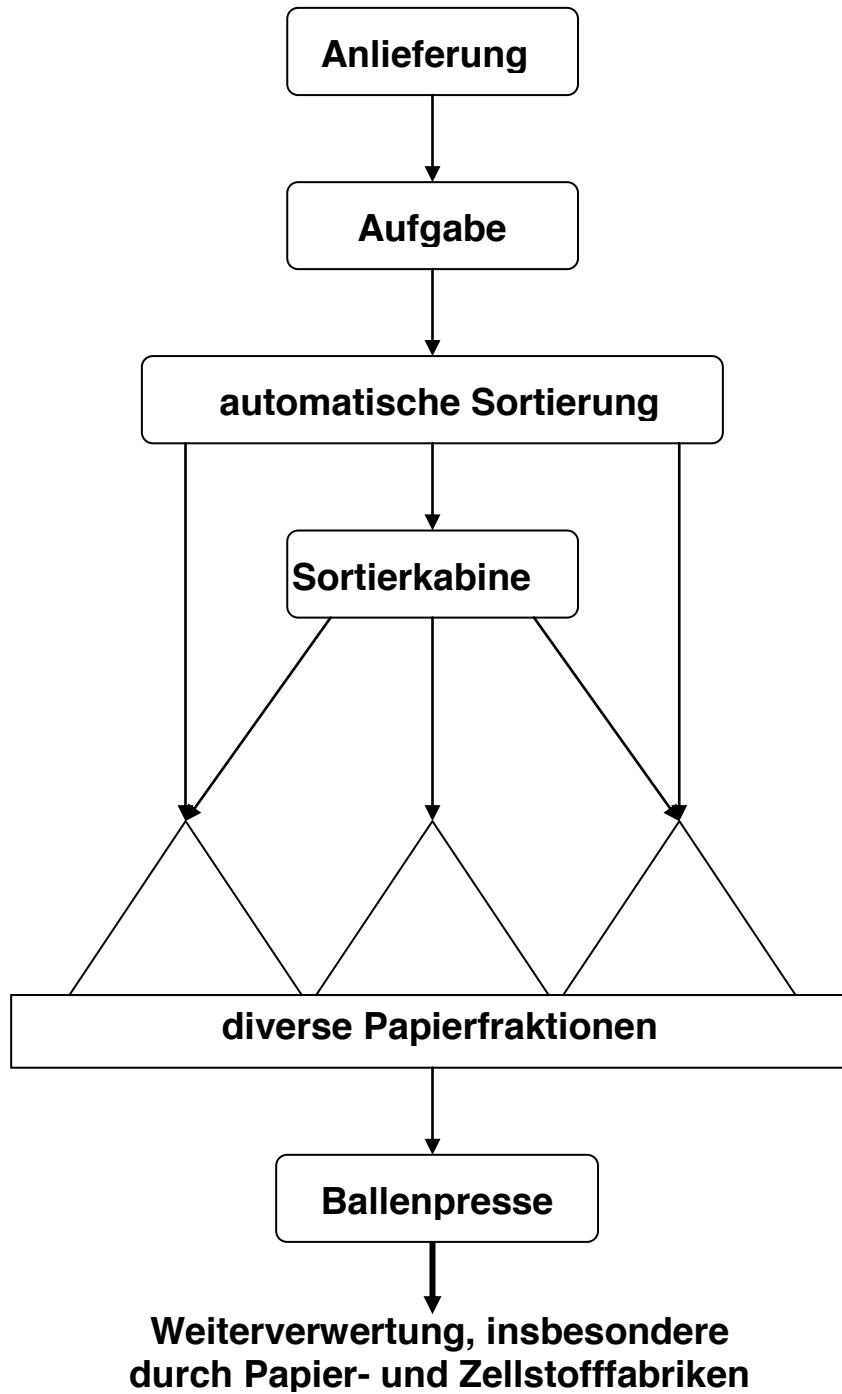 Anlieferung
Aufgabe
automatische Sortierung
Sortierkabine
diverse Papierfraktionen
Ballenpresse
Weiterverwertung, insbesondere
durch Papier- und Zellstofffabriken